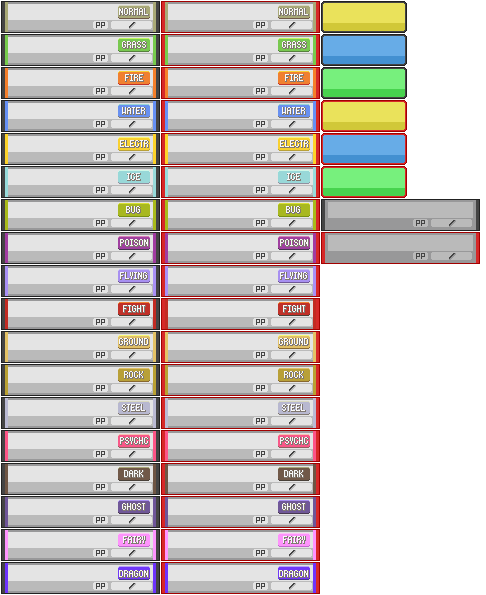 NORMAL NORMAL
PP / PP /
GRASS GRASS
PP / PP /
FIRE FIRE
PP / PP /
WATER WATER
PP / PP /
ELECTR ELECTR
PP / PP /
ICE ICE
PP / PP /
BUG BUG
PP / PP / PP /
POISON POISON
PP / PP / PP /
FLYING FLYING
PP / PP /
FIGHT FIGHT
PP / PP /
GROUND GROUND
PP / PP /
ROCK ROCK
PP / PP /
STEEL STEEL
PP / PP /
PSYCHC PSYCHC
PP / PP /
DARK DARK
PP / PP /
GHOST GHOST
PP / PP /
FAIRY FAIRY
PP / PP /
DRAGON DRAGON
PP / PP /